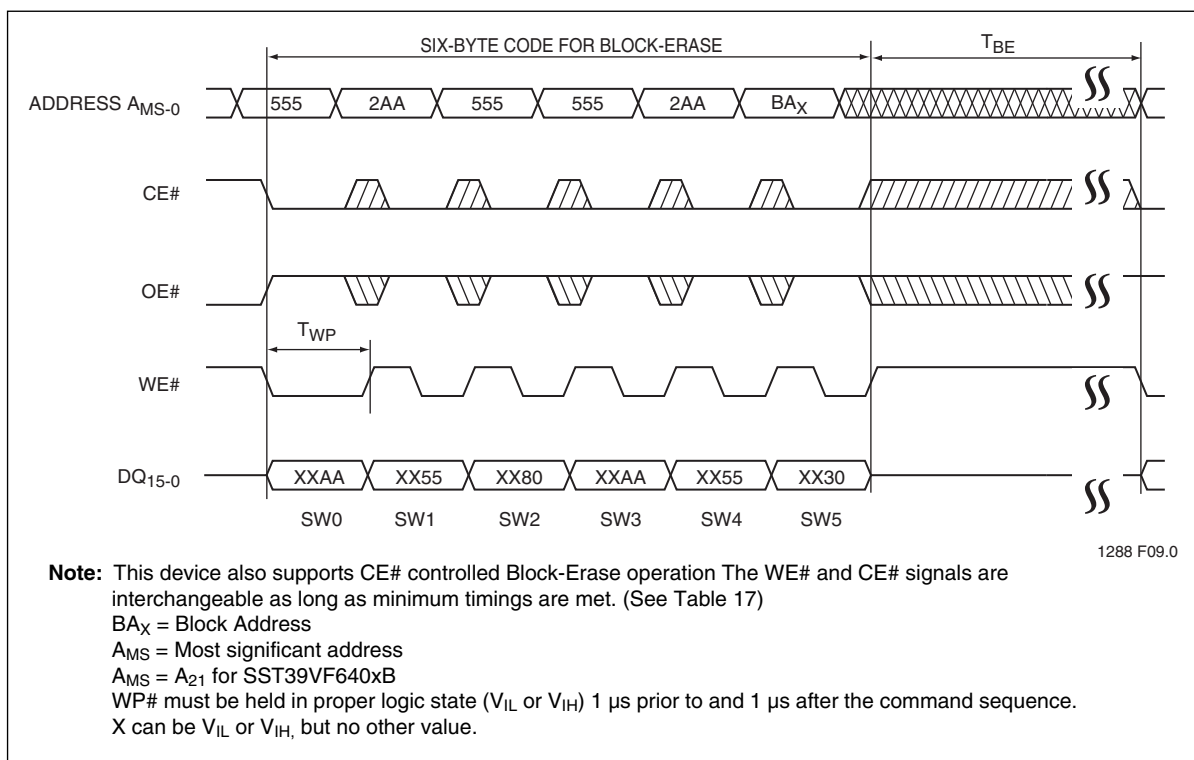 SIX-BYTE CODE FOR BLOCK-ERASE
TBE
ADDRESS AMS-0
555 2AA 555 555 2AA BAX
CE#
OE#
TWP
WE#
DQ15-0
XXAA XX55 XX80 XXAA XX55 XX30
SW0 SW1 SW2 SW3 SW4 SW5
1288 F09.0
Note: This device also supports CE# controlled Block-Erase operation The WE# and CE# signals are
interchangeable as long as minimum timings are met. (See Table 17)
BAX = Block Address
AMS = Most significant address
AMS = A21 for SST39VF640xB
WP# must be held in proper logic state (VIL or VIH) 1 µs prior to and 1 µs after the command sequence.
X can be VIL or VIH, but no other value.